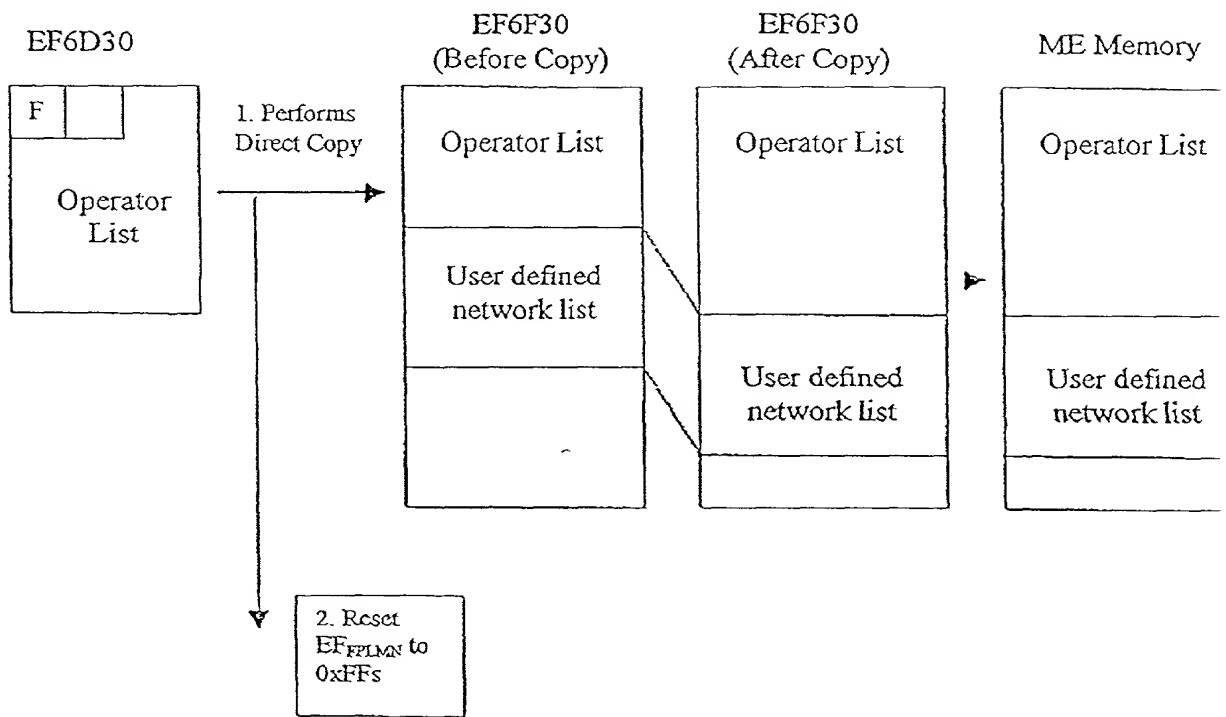 EF6D30
F
Operator
List
1. Performs
Direct Copy
EF6F30
(Before Copy)
Operator List
User defined
network list
EF6F30
(After Copy)
Operator List
User defined
network list
ME Memory
Operator List
User defined
network list
2. Reset
EFFPLMN to
0xFFs